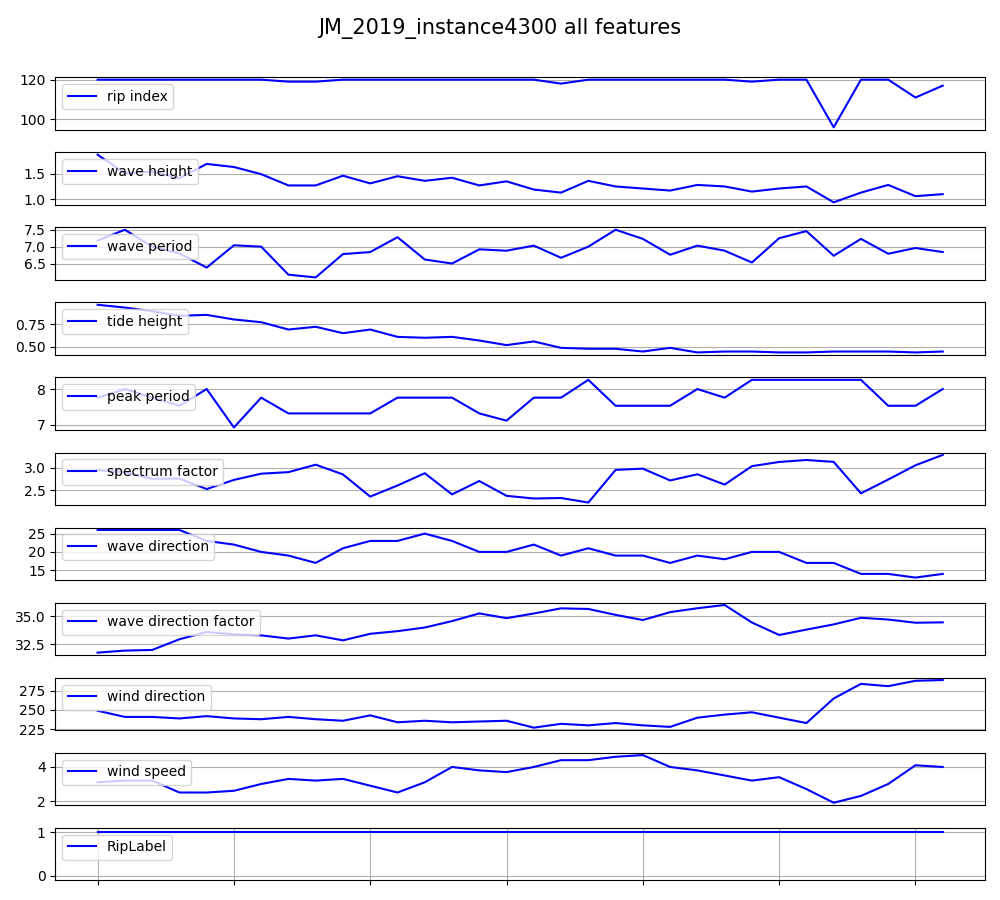 JM_2019_instance4300 all features
120
100
rip index
1.5
1.0
wave height
7.5
7.0
6.5
wave period
0.75
0.50
tide height
8
7
peak period
3.0
2.5
spectrum factor
25
20
15
wave direction
35.0
32.5
wave direction factor
275
250
225
wind direction
4
2
wind speed
1
0
RipLabel